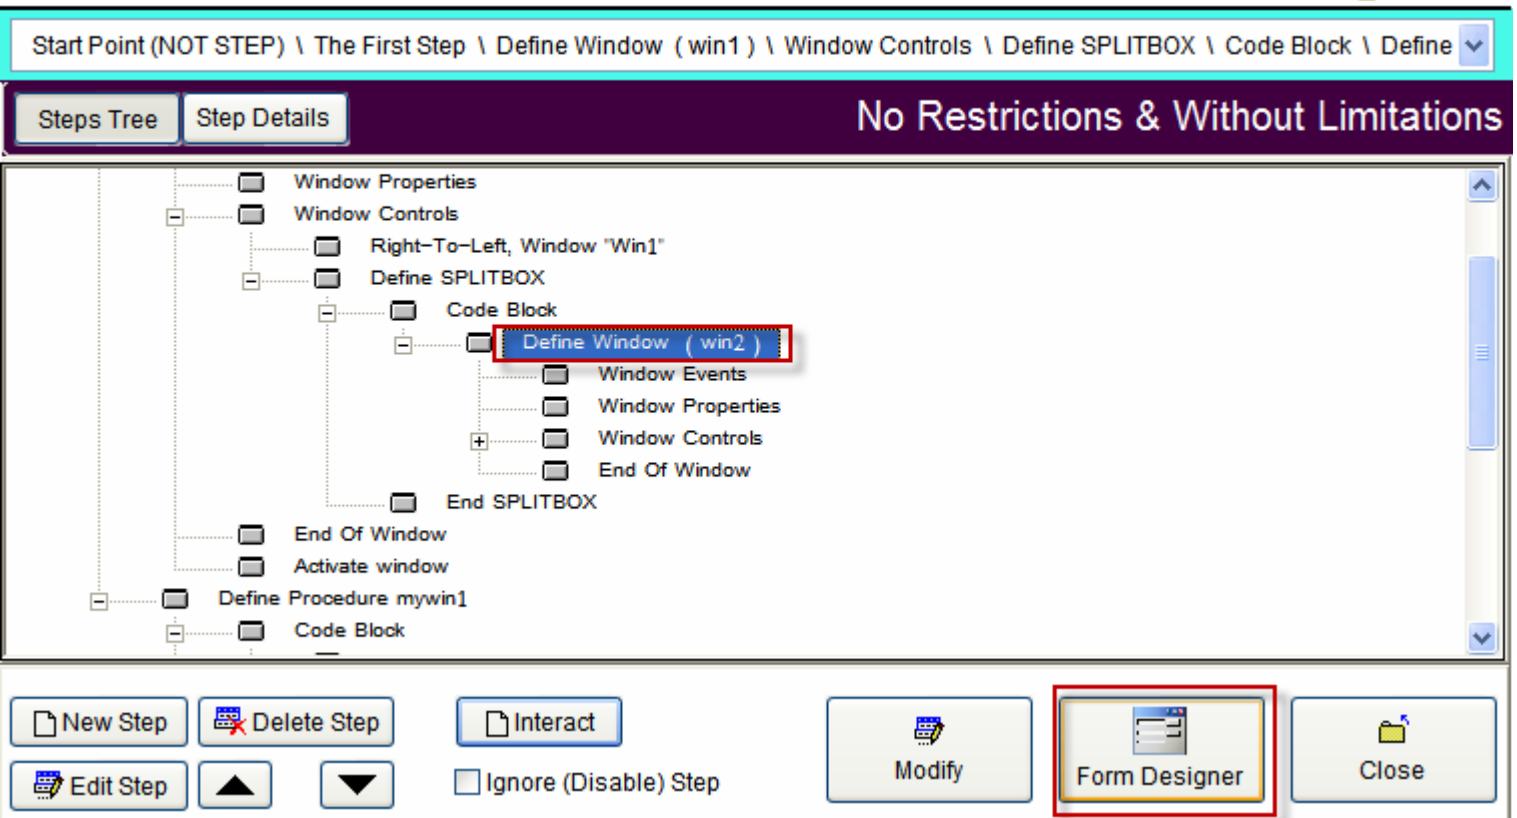 Start Point (NOT STEP) \ The First Step \ Define Window ( win1 ) \ Window Controls \ Define SPLITBOX \ Code Block \ Define
Steps Tree Step Details No Restrictions & Without Limitations
Window Properties
Window Controls
Right-To-Left, Window "Win1"
Define SPLITBOX
Code Block
Define Window ( win2 )
Window Events
Window Properties
Window Controls
End Of Window
End SPLITBOX
End Of Window
Activate window
Define Procedure mywin1
Code Block
New Step Delete Step Interact
Modify Form Designer Close
Edit Step Ignore (Disable) Step